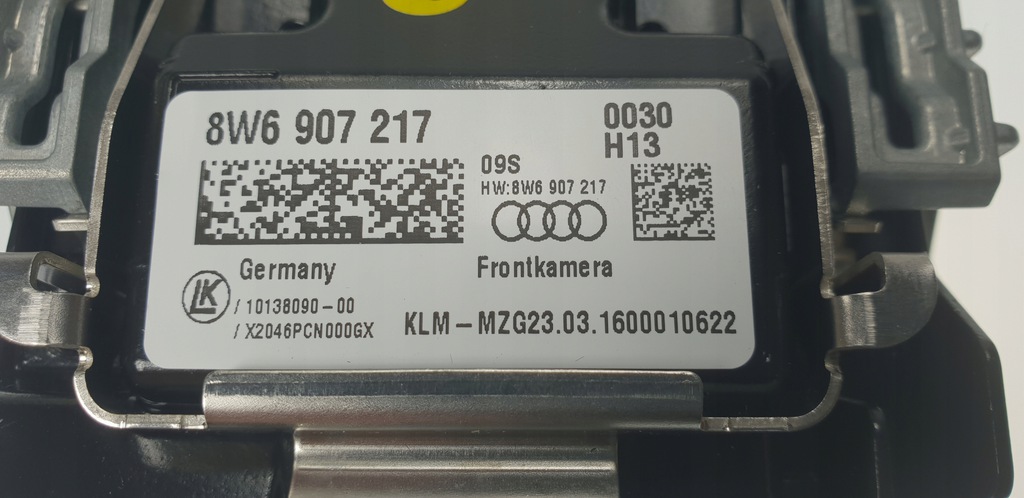 8W6 907 217
0030
H13
09S
HW:8W6 907 217
Germany
Frontkamera
LK
/ 10138090-00
/ X2046PCN000GX
KLM-MZG23.03.1600010622